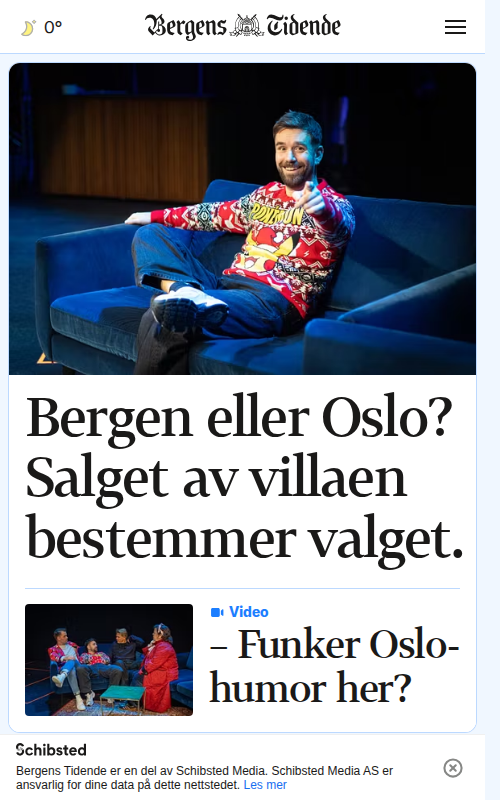 0°
Bergens Tidende
Bergen eller Oslo?
Salget av villaen
bestemmer valget.
Video
– Funker Oslo-
humor her?
Schibsted
Bergens Tidende er en del av Schibsted Media. Schibsted Media AS er
ansvarlig for dine data på dette nettstedet. Les mer